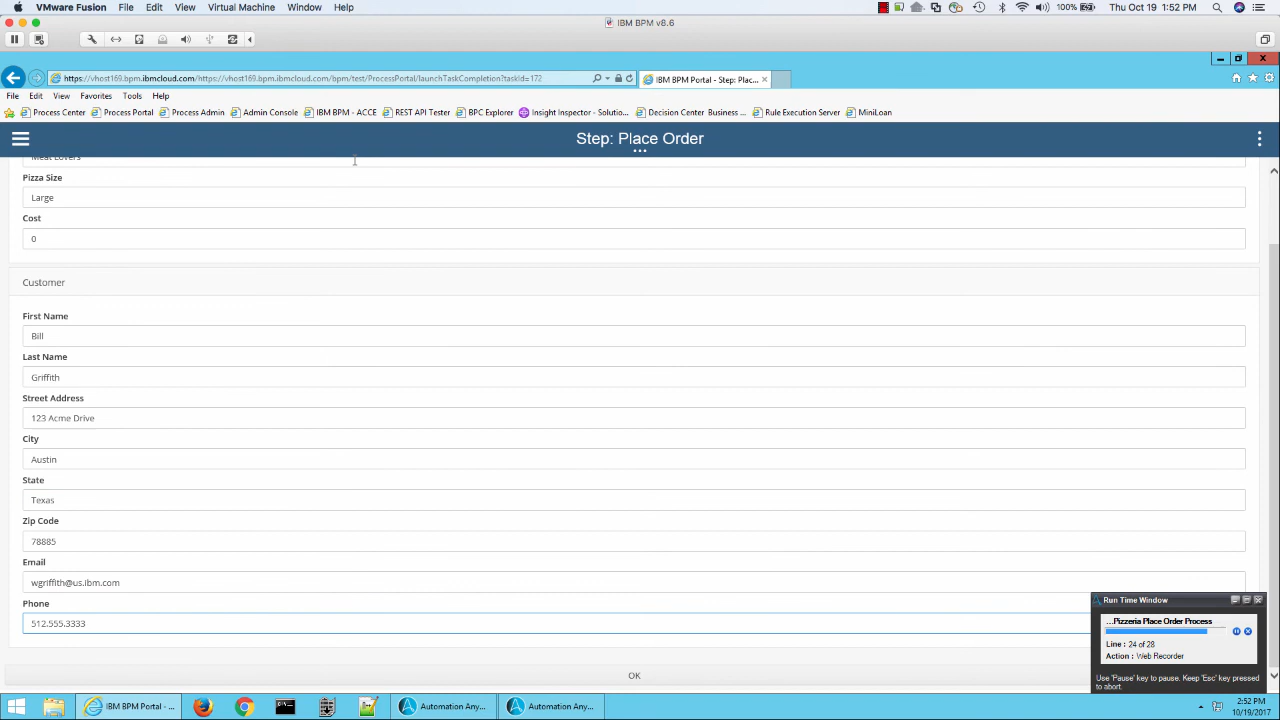 VMware Fusion File Edit View Virtual Machine Window Help 100% Thu Oct 19 1:52 PM
IBM BPM v8.6
https://vhost169.bpm.ibmcloud.com/https://vhost169.bpm.ibmcloud.com/bpm/test/ProcessPortal/launchTaskCompletion?taskId=172
IBM BPM Portal - Step: Plac...
File Edit View Favorites Tools Help
Process Center Process Portal Process Admin Admin Console IBM BPM - ACCE REST API Tester BPC Explorer Insight Inspector - Solutio... Decision Center Business ... Rule Execution Server MiniLoan
Step: Place Order
Meat Lovers
Pizza Size
Large
Cost
0
Customer
First Name
Bill
Last Name
Griffith
Street Address
123 Acme Drive
City
Austin
State
Texas
Zip Code
78885
Email
wgriffith@us.ibm.com
Phone
512.555.3333
OK
Run Time Window
...Pizzeria Place Order Process
Line : 24 of 28
Action : Web Recorder
Use 'Pause' key to pause. Keep 'Esc' key pressed
to abort.
IBM BPM Portal - ... Automation Any... Automation Any...
2:52 PM
10/19/2017